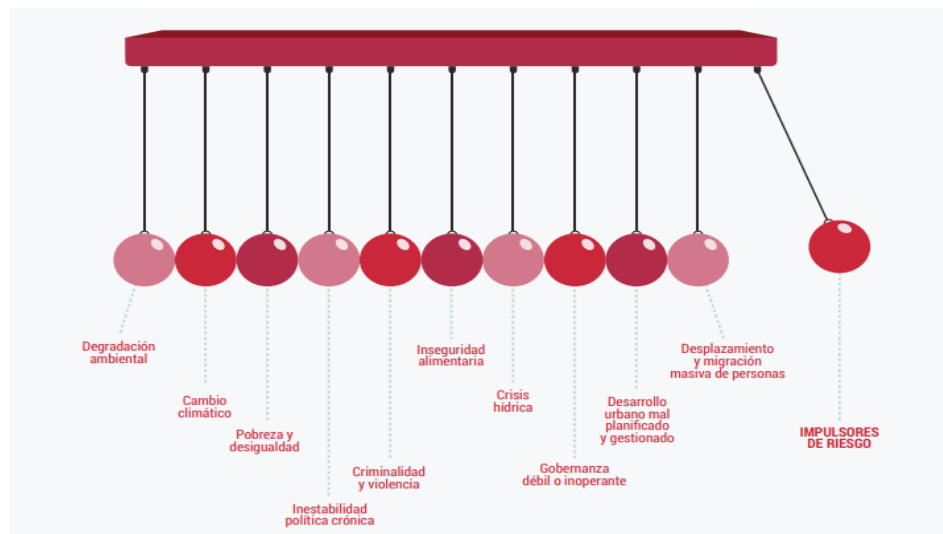 Degradación
ambiental
Cambio
climático
Pobreza y
desigualdad
Inestabilidad
política crónica
Criminalidad
y violencia
Inseguridad
alimentaria
Crisis
hídrica
Gobernanza
débil o inoperante
Desarrollo
urbano mal
planificado
y gestionado
Desplazamiento
y migración
masiva de personas
IMPULSORES
DE RIESGO